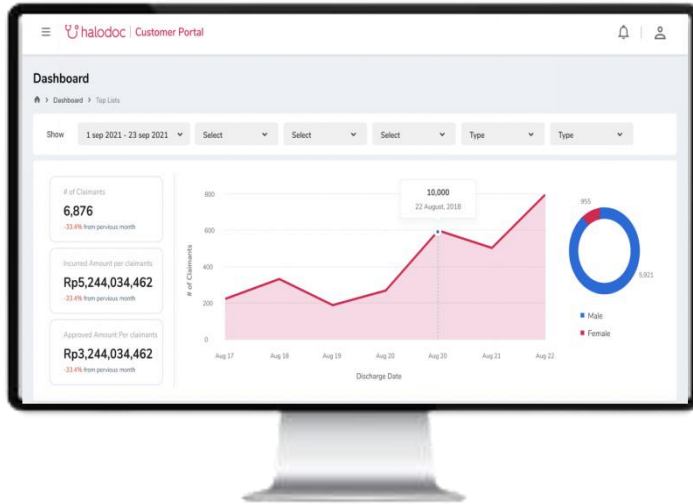 halodoc | Customer Portal
Dashboard
Dashboard > Top Lists
Show 1 sep 2021 - 23 sep 2021 Select Select Select Type Type
# of Claimants
6,876
-33.4% from pervious month
Incurred Amount per claimants
Rp5,244,034,462
-33.4% from pervious month
Approved Amount Per claimants
Rp3,244,034,462
-33.4% from pervious month
# of Claimants
800
600
400
200
0
10,000
22 August, 2018
Aug 17 Aug 18 Aug 19 Aug 20 Aug 20 Aug 21 Aug 22
Discharge Date
955
5,921
Male
Female